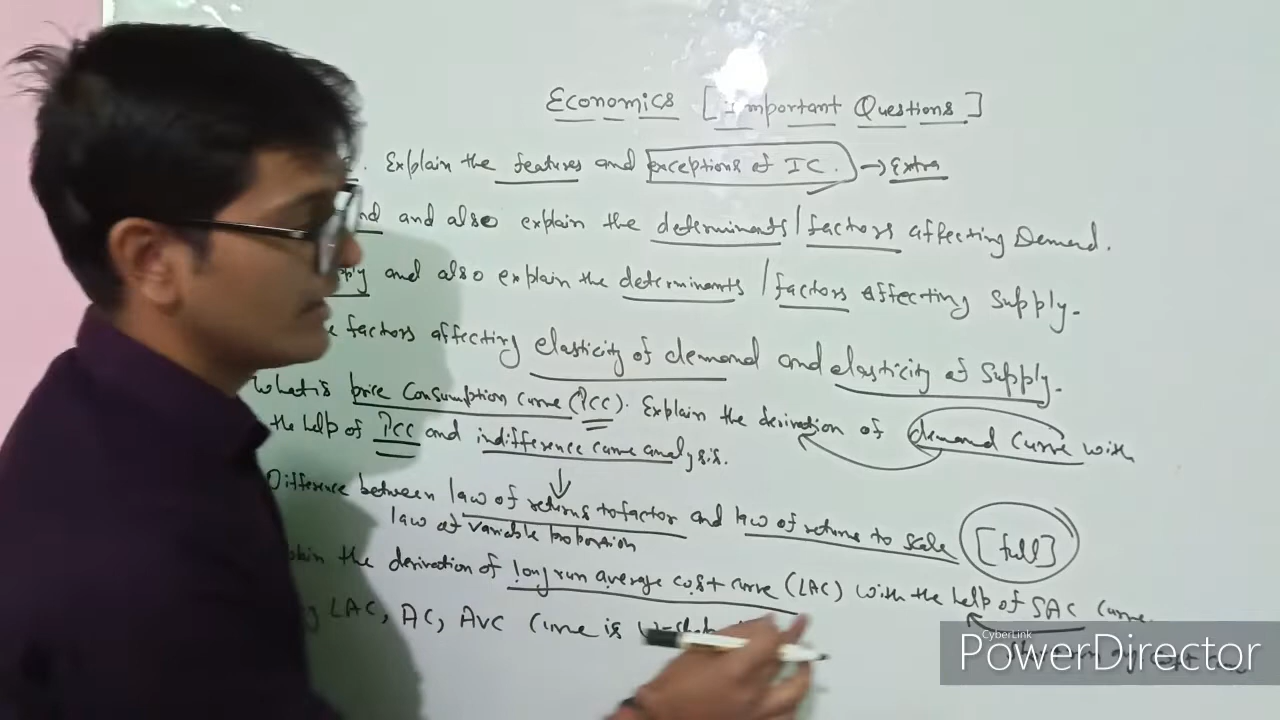 Economics [Important Questions]
Explain the features and exceptions of IC. → Extra
and also explain the determinants/factors affecting Demand.
and also explain the determinants/factors affecting Supply.
factors affecting elasticity of demand and elasticity of Supply.
What is price Consumption curve (PCC). Explain the derivation of demand curve with
the help of PCC and indifference curve analysis.
Difference between law of returns to factor and law of returns to scale [full]
law of variable proportion
the derivation of long run average cost curve (LAC) with the help of SAC curve.
LAC, AC, AVC Curve is U-
CyberLink
PowerDirector